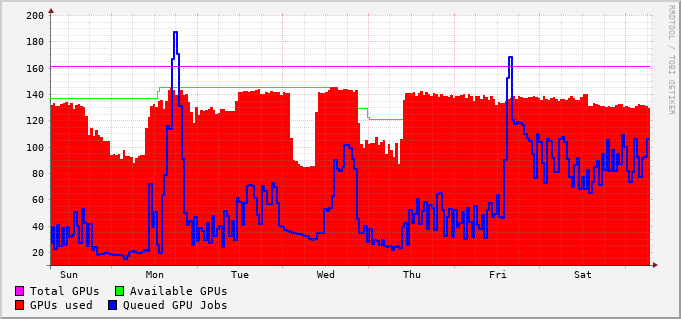 200
180
160
140
120
100
80
60
40
20
Sun Mon Tue Wed Thu Fri Sat
Total GPUs Available GPUs
GPUs used Queued GPU Jobs
RRDTOOL / TOBI OETIKER